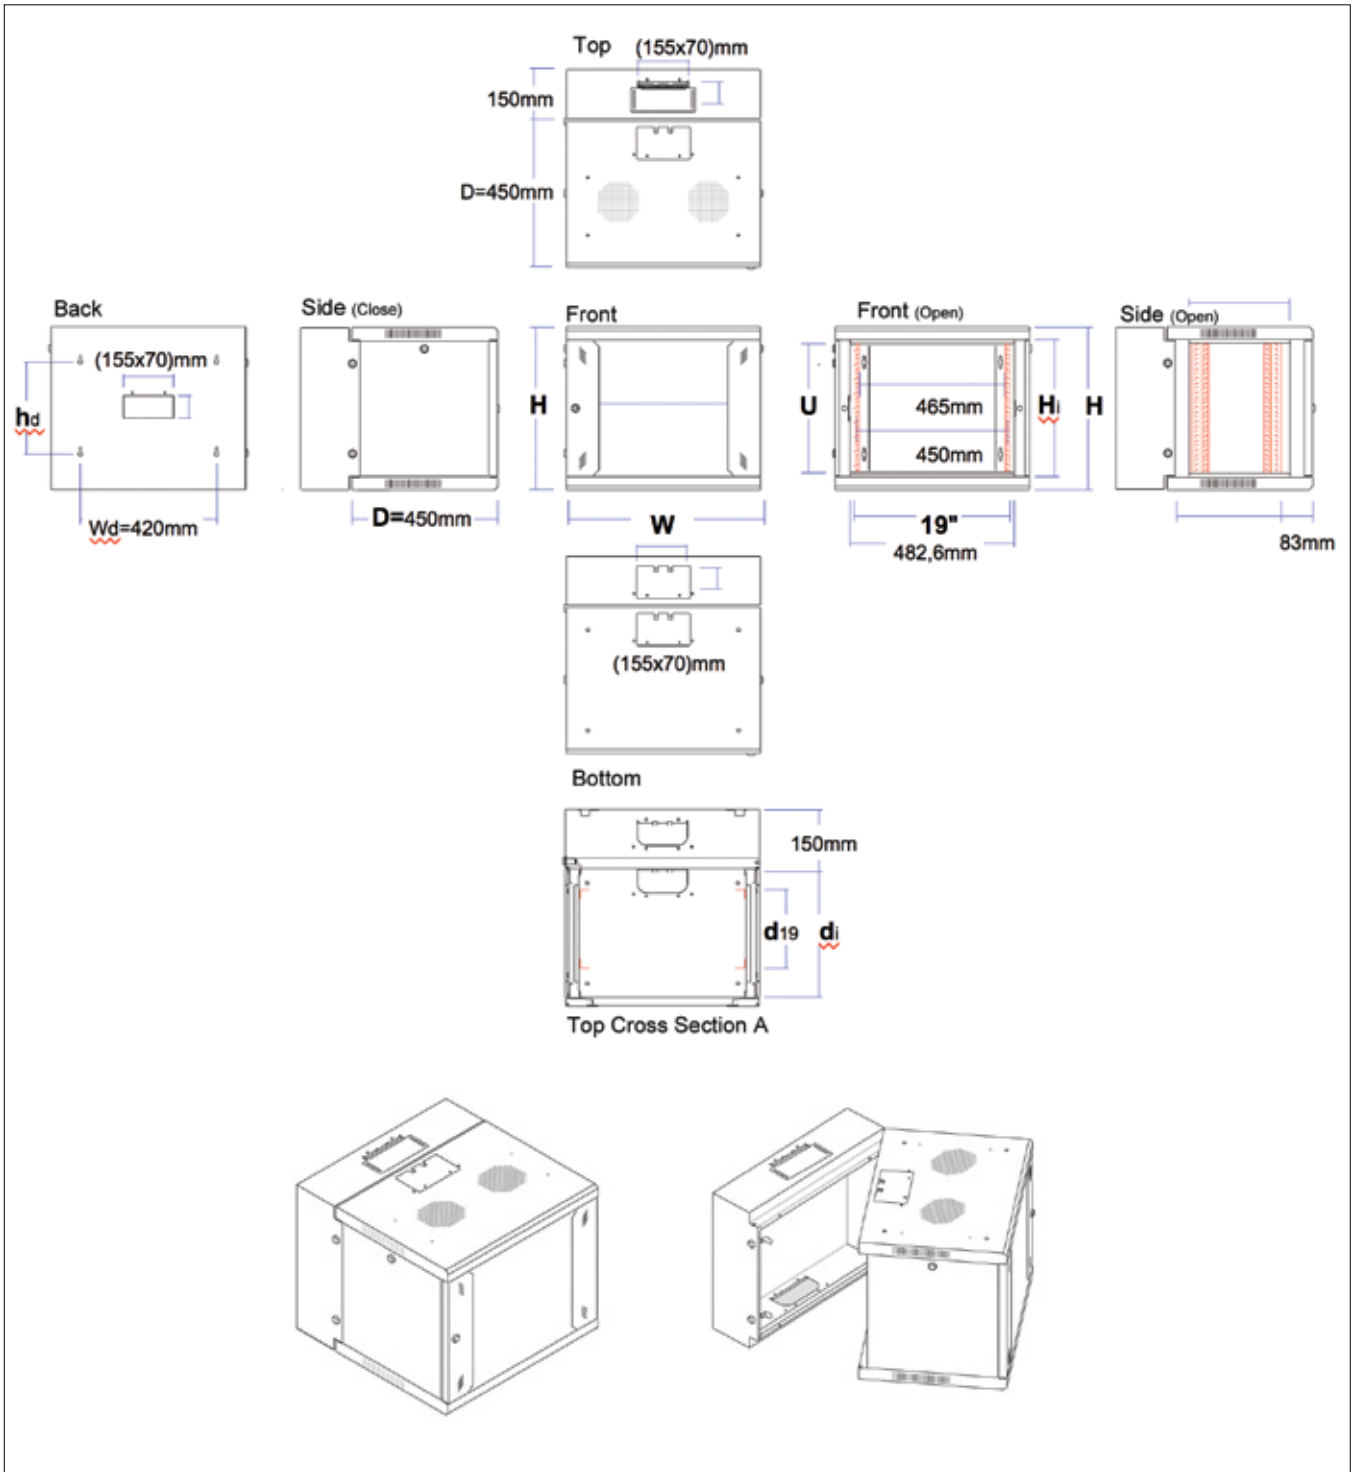 Top (155x70)mm
150mm
D=450mm
Back
Side (Close)
Front
Front (Open)
Side (Open)
(155x70)mm
hd
H
U
465mm
450mm
Hi
H
Wd=420mm
D=450mm
W
19"
482,6mm
83mm
(155x70)mm
Bottom
150mm
d19
di
Top Cross Section A